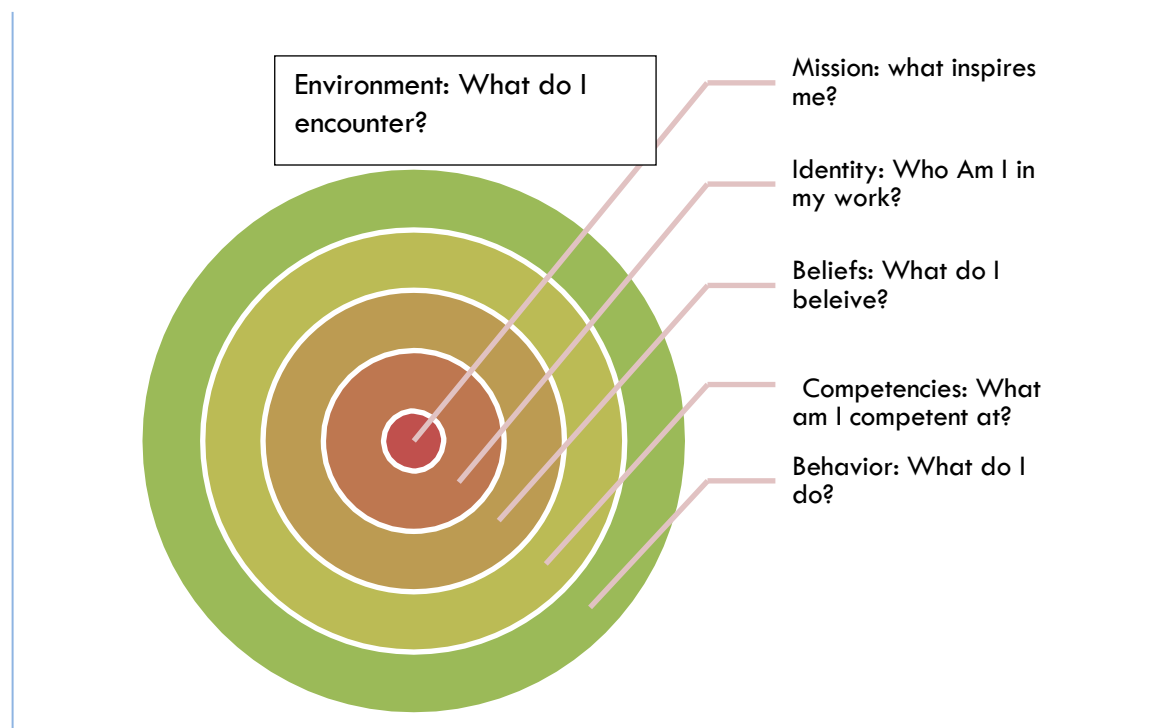 Environment: What do I
encounter?
Mission: what inspires
me?
Identity: Who Am I in
my work?
Beliefs: What do I
beleive?
Competencies: What
am I competent at?
Behavior: What do I
do?